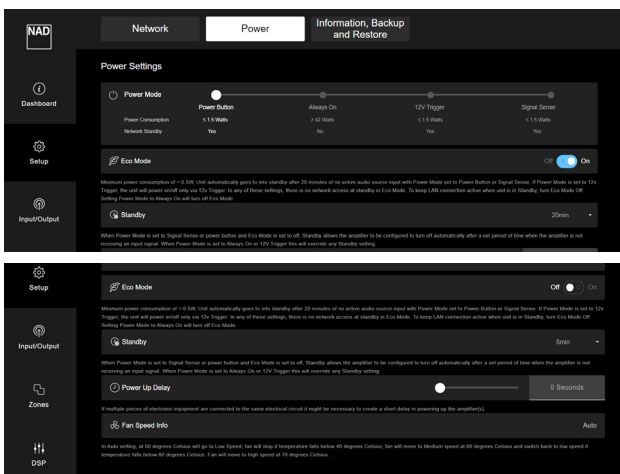 NAD
Network
Power
Information, Backup
and Restore
Power Settings
Dashboard
Power Mode
Power Button
Always On
12V Trigger
Signal Sense
Power Consumption
≤ 1.5 Watts
≥ 42 Watts
≤ 1.5 Watts
≤ 1.5 Watts
Network Standby
Yes
No
Yes
Yes
Setup
Eco Mode
Off
On
Minimum power consumption of < 0.5W, Unit automatically goes to into standby after 20 minutes of no active audio source input with Power Mode set to Power Button or Signal Sense. If Power Mode is set to 12v
Trigger, the unit will power on/off only via 12v Trigger. In any of those settings, there is no network access at standby in Eco Mode. To keep LAN connection active when unit is in Standby, turn Eco Mode Off.
Setting Power Mode to Always On will turn off Eco Mode.
Input/Output
Standby
20min
When Power Mode is set to Signal Sense or power button and Eco Mode is set to off, Standby allows the amplifier to be configured to turn off automatically after a set period of time when the amplifier is not
receiving an input signal. When Power Mode is set to Always On or 12V Trigger this will override any Standby setting.
Setup
Eco Mode
Off
On
Minimum power consumption of < 0.5W, Unit automatically goes to into standby after 20 minutes of no active audio source input with Power Mode set to Power Button or Signal Sense. If Power Mode is set to 12v
Trigger, the unit will power on/off only via 12v Trigger. In any of those settings, there is no network access at standby in Eco Mode. To keep LAN connection active when unit is in Standby, turn Eco Mode Off.
Setting Power Mode to Always On will turn off Eco Mode.
Input/Output
Standby
5min
When Power Mode is set to Signal Sense or power button and Eco Mode is set to off, Standby allows the amplifier to be configured to turn off automatically after a set period of time when the amplifier is not
receiving an input signal. When Power Mode is set to Always On or 12V Trigger this will override any Standby setting.
Zones
Power Up Delay
0 Seconds
If multiple pieces of electronic equipment are connected to the same electrical circuit it might be necessary to create a short delay in powering up the amplifier(s).
Fan Speed Info
Auto
DSP
In Auto setting, at 50 degrees Celsius will go to Low Speed; fan will stop if temperature falls below 40 degrees Celsius, fan will move to Medium speed at 60 degrees Celsius and switch back to low speed if
temperature falls below 60 degrees Celsius. Fan will move to high speed at 70 degrees Celsius.